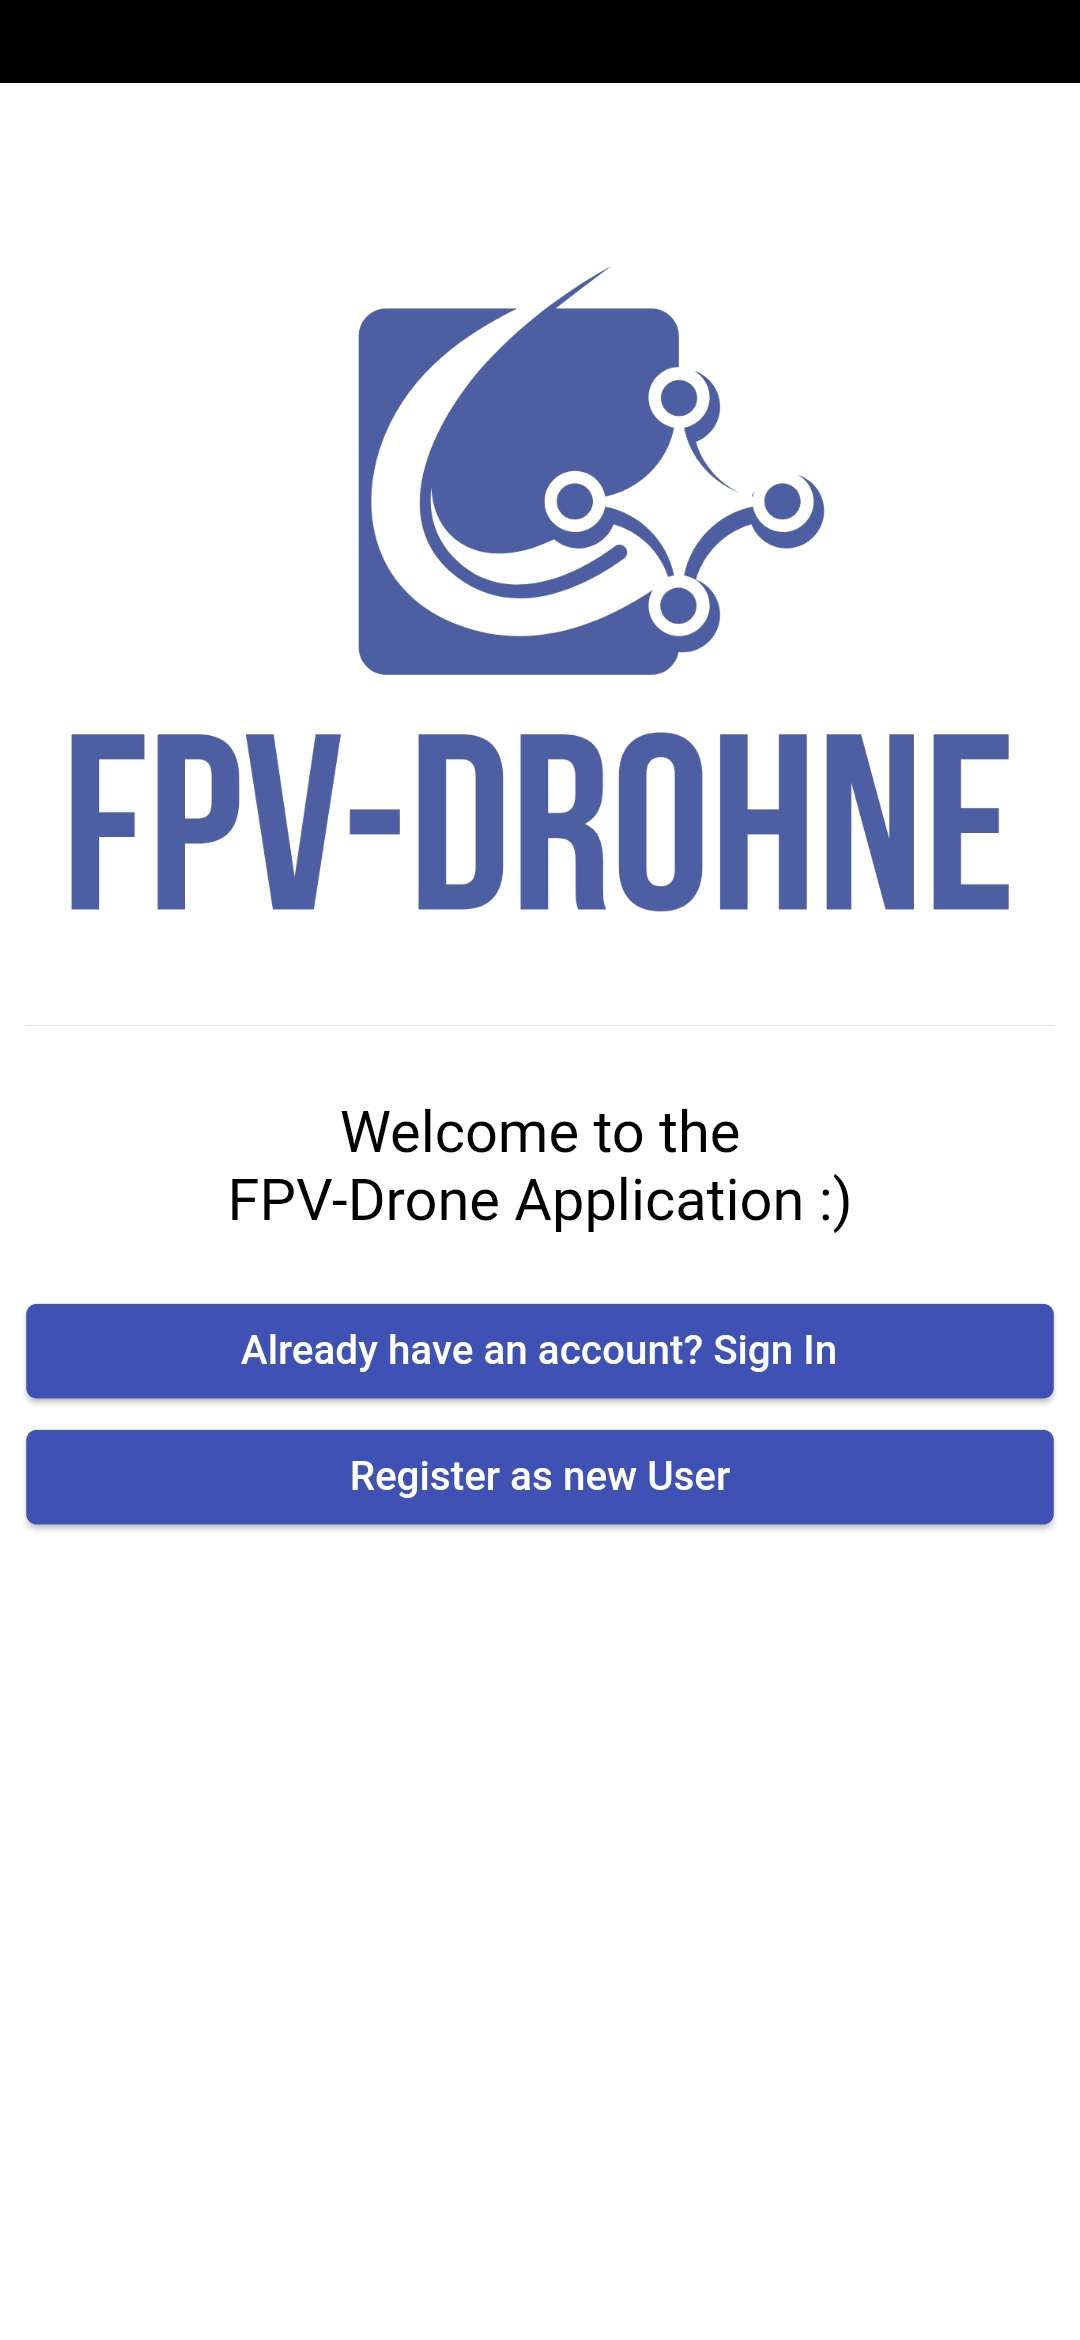 FPV-DROHNE
Welcome to the
FPV-Drone Application :)
Already have an account? Sign In
Register as new User